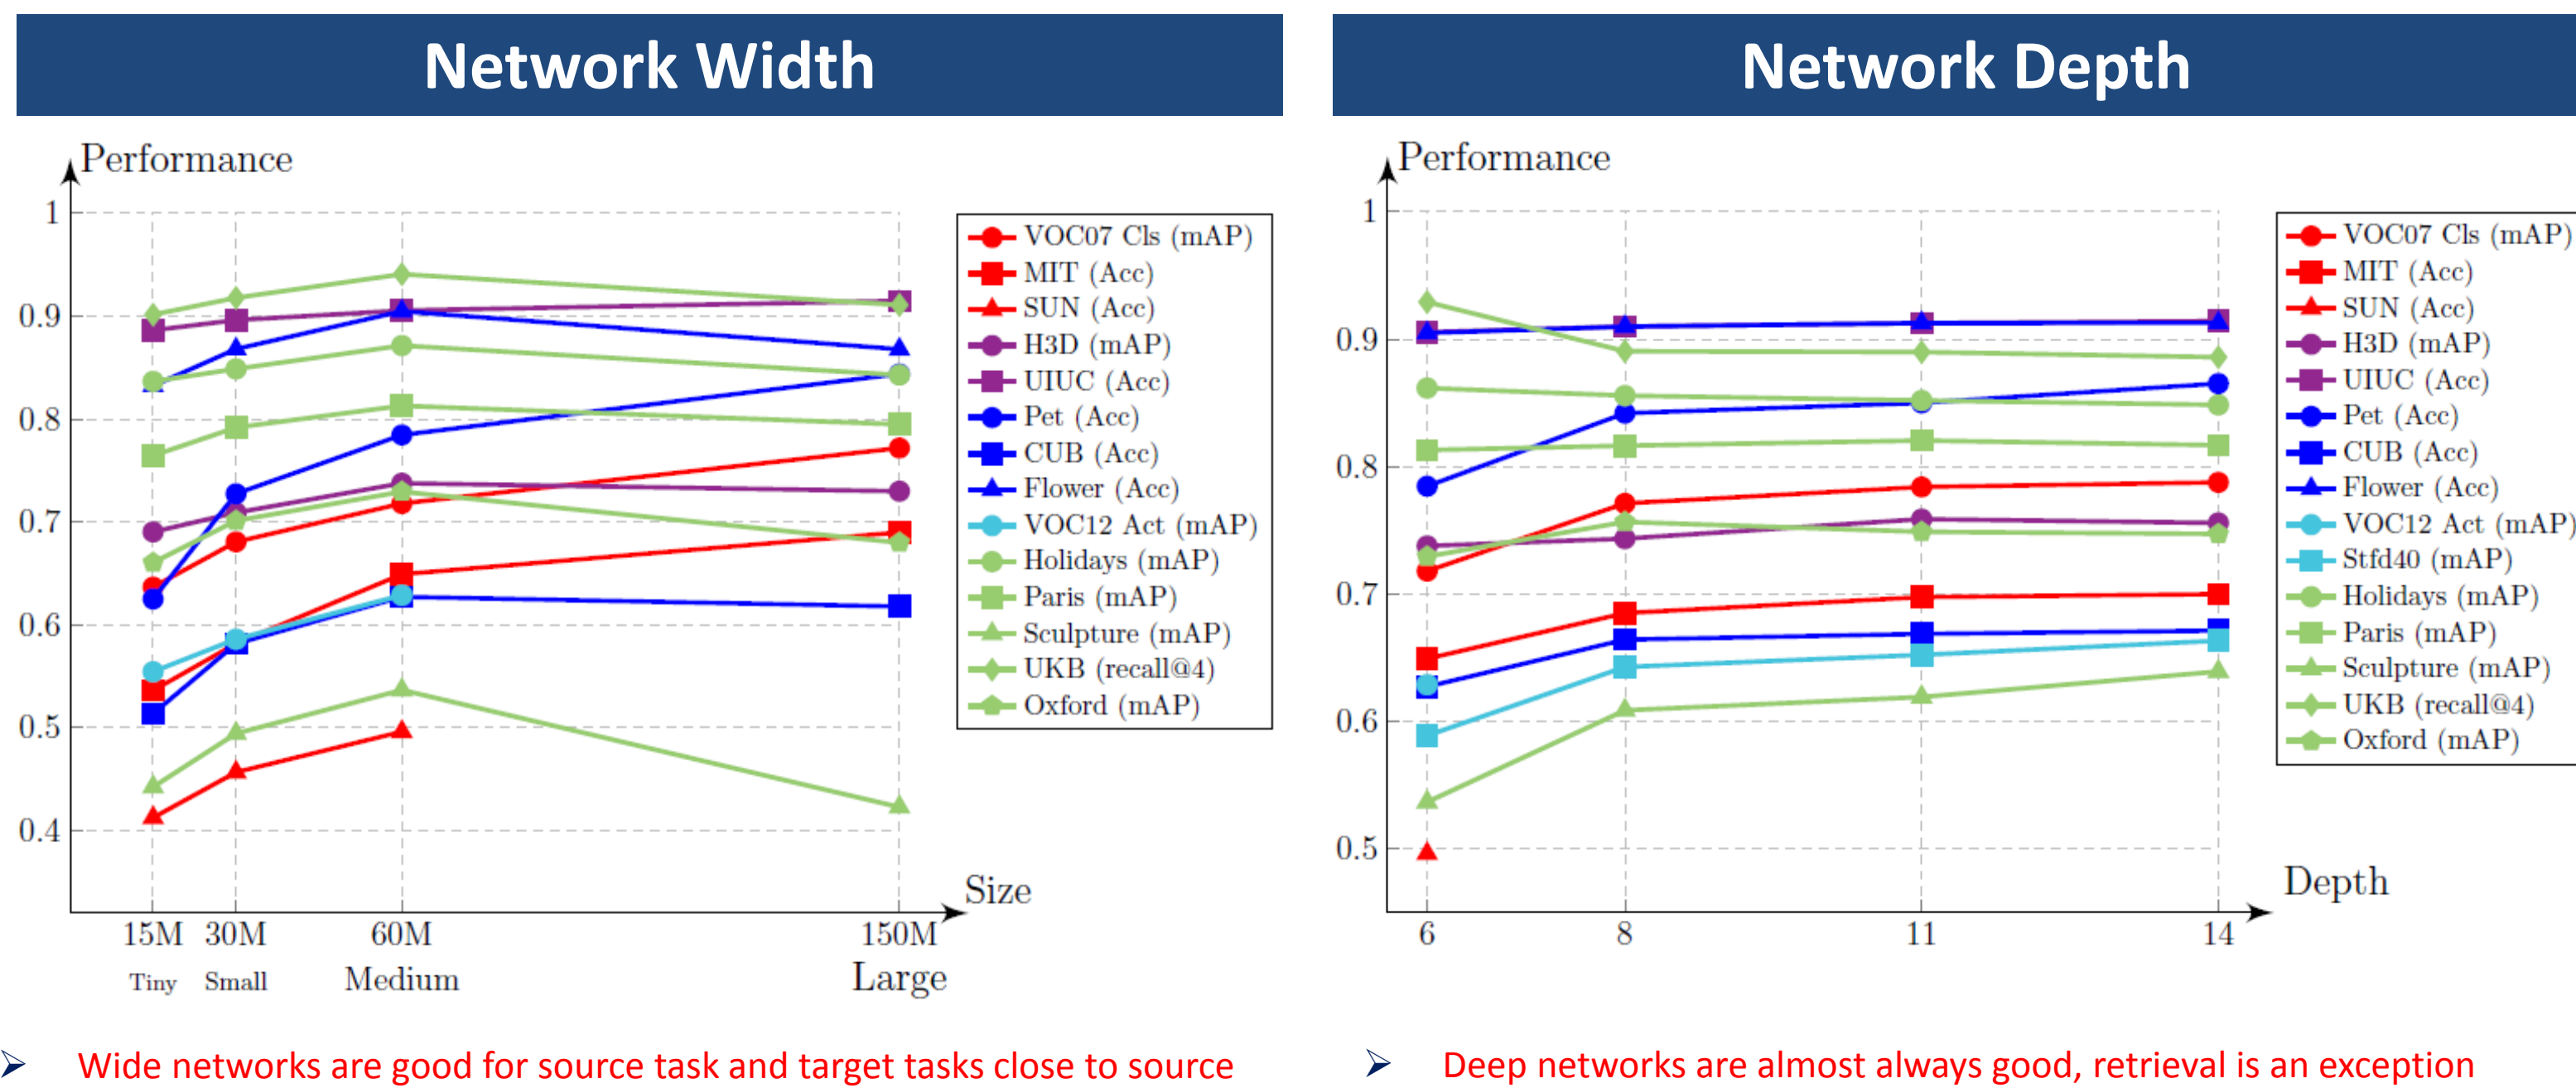 Network Width
Performance
1
0.9
0.8
0.7
0.6
0.5
0.4
15M 30M 60M 150M
Tiny Small Medium Large
Size
VOC07 Cls (mAP)
MIT (Acc)
SUN (Acc)
H3D (mAP)
UIUC (Acc)
Pet (Acc)
CUB (Acc)
Flower (Acc)
VOC12 Act (mAP)
Holidays (mAP)
Paris (mAP)
Sculpture (mAP)
UKB (recall@4)
Oxford (mAP)
➢ Wide networks are good for source task and target tasks close to source
Network Depth
Performance
1
0.9
0.8
0.7
0.6
0.5
6 8 11 14
Depth
VOC07 Cls (mAP)
MIT (Acc)
SUN (Acc)
H3D (mAP)
UIUC (Acc)
Pet (Acc)
CUB (Acc)
Flower (Acc)
VOC12 Act (mAP)
Stfd40 (mAP)
Holidays (mAP)
Paris (mAP)
Sculpture (mAP)
UKB (recall@4)
Oxford (mAP)
➢ Deep networks are almost always good, retrieval is an exception